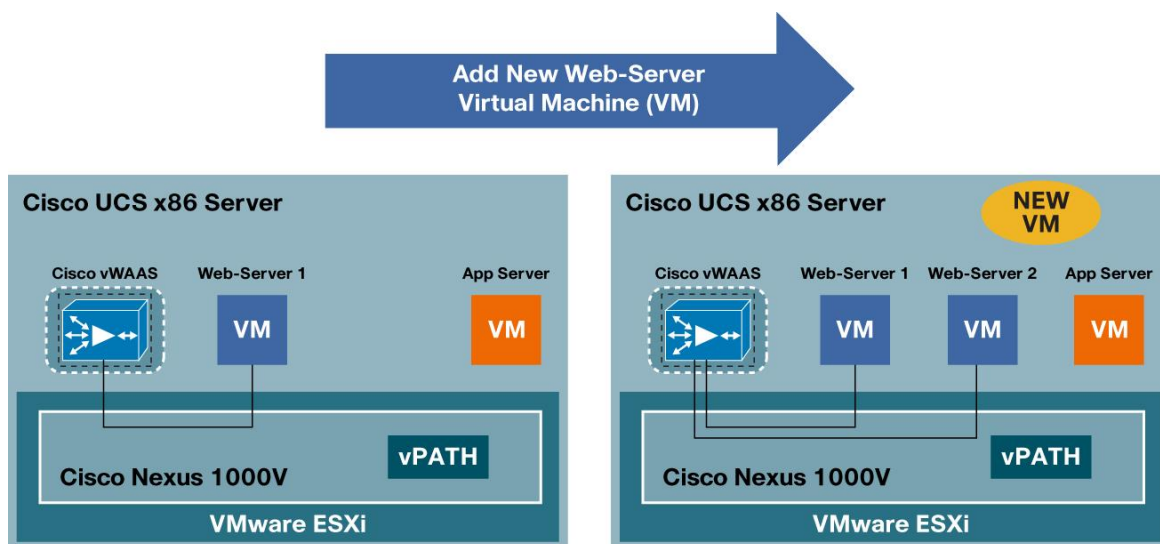 Add New Web-Server
Virtual Machine (VM)
Cisco UCS x86 Server
Cisco vWAAS
Web-Server 1
App Server
VM
VM
vPATH
Cisco Nexus 1000V
VMware ESXi
Cisco UCS x86 Server
NEW
VM
Cisco vWAAS
Web-Server 1
Web-Server 2
App Server
VM
VM
VM
vPATH
Cisco Nexus 1000V
VMware ESXi